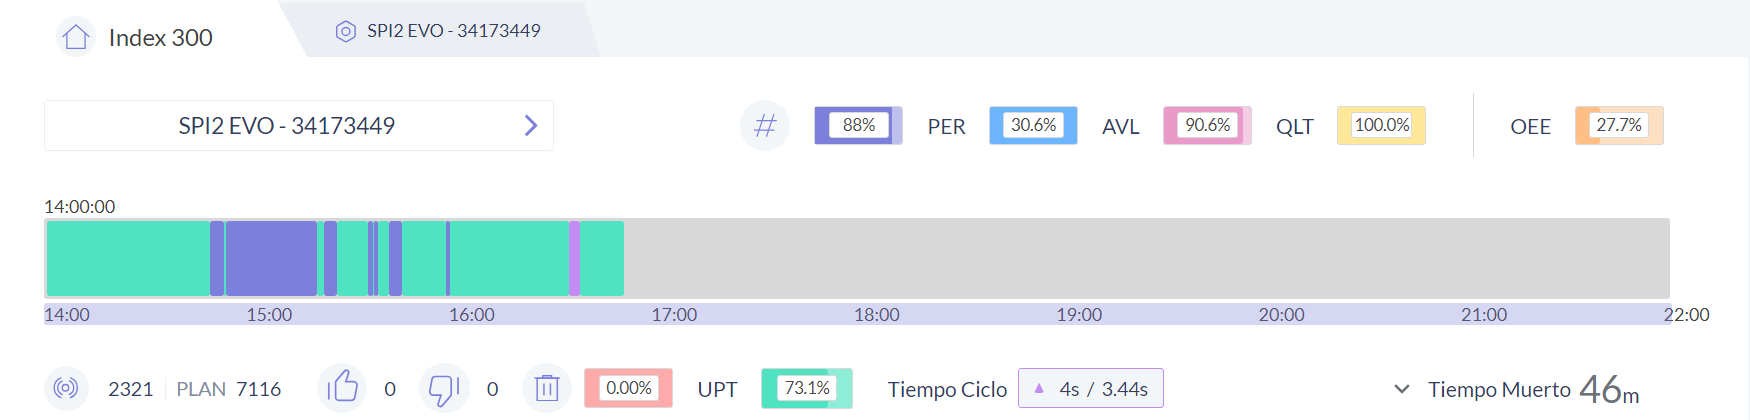 Index 300
SPI2 EVO - 34173449
SPI2 EVO - 34173449
# 88% PER 30.6% AVL 90.6% QLT 100.0% OEE 27.7%
14:00:00
14:00 15:00 16:00 17:00 18:00 19:00 20:00 21:00 22:00
2321 PLAN 7116 0 0 0.00% UPT 73.1% Tiempo Ciclo 4s / 3.44s Tiempo Muerto 46m